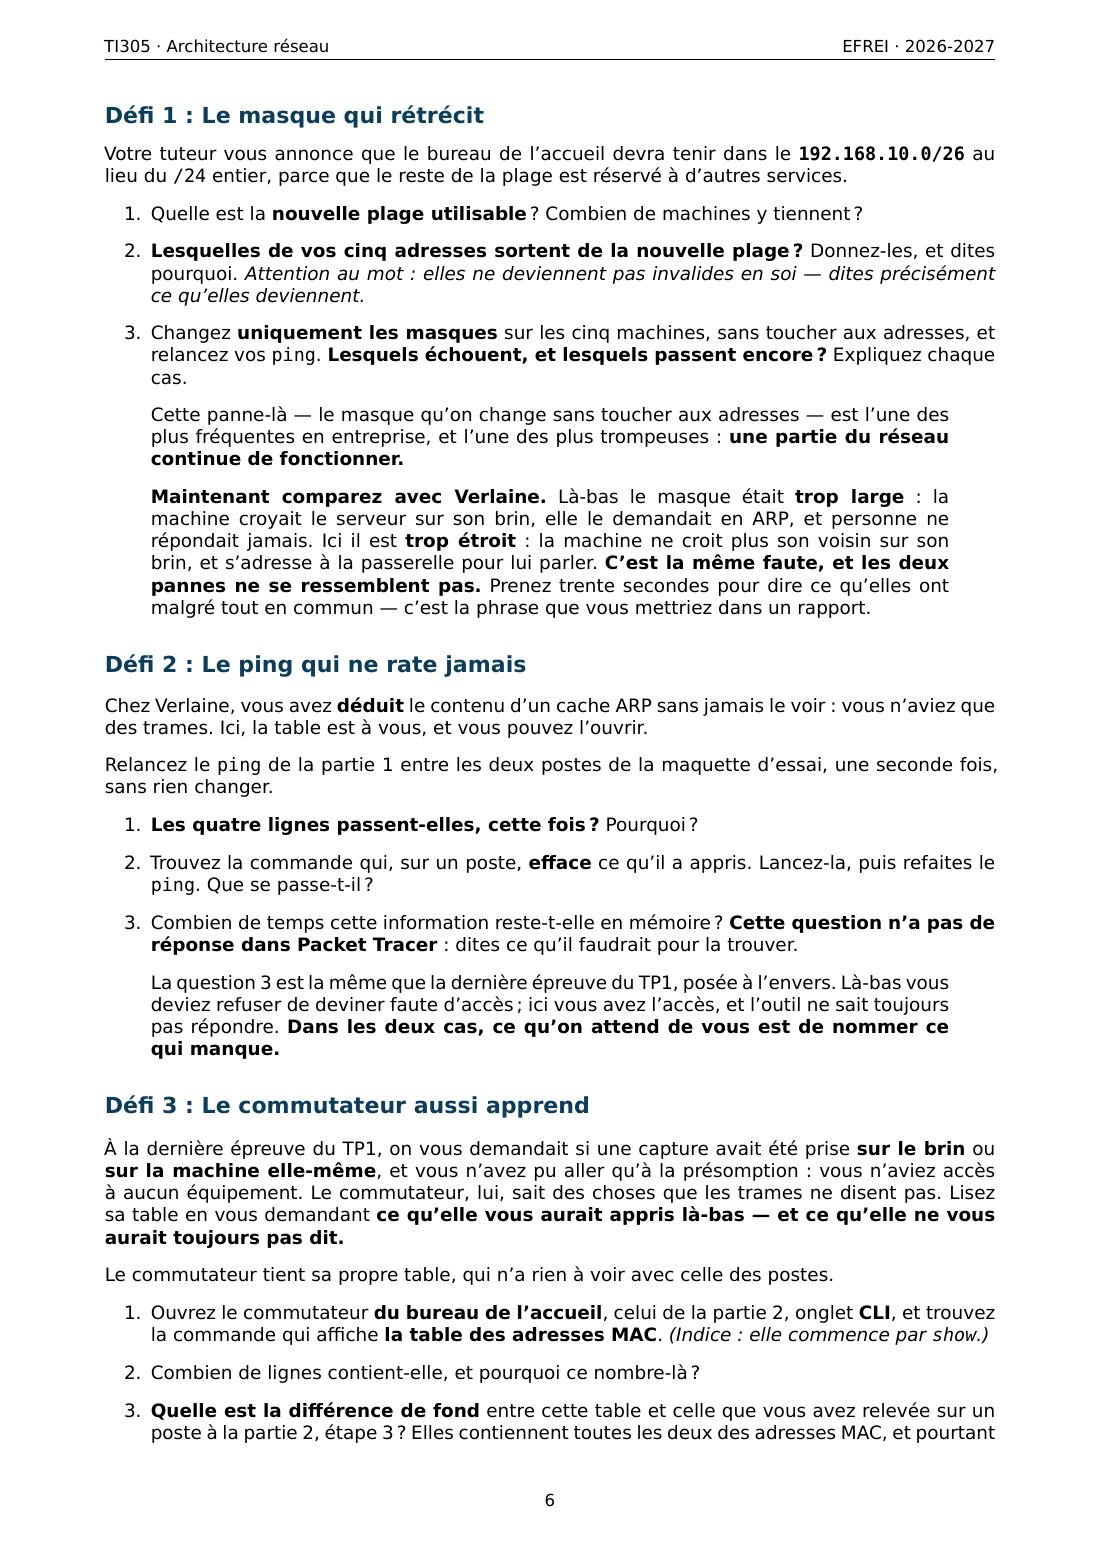 TI305 · Architecture réseau
EFREI · 2026-2027
Défi 1 : Le masque qui rétrécit
Votre tuteur vous annonce que le bureau de l’accueil devra tenir dans le 192.168.10.0/26 au
lieu du /24 entier, parce que le reste de la plage est réservé à d’autres services.
1. Quelle est la nouvelle plage utilisable ? Combien de machines y tiennent ?
2. Lesquelles de vos cinq adresses sortent de la nouvelle plage ? Donnez-les, et dites
pourquoi. Attention au mot : elles ne deviennent pas invalides en soi — dites précisément
ce qu’elles deviennent.
3. Changez uniquement les masques sur les cinq machines, sans toucher aux adresses, et
relancez vos ping. Lesquels échouent, et lesquels passent encore ? Expliquez chaque
cas.
Cette panne-là — le masque qu’on change sans toucher aux adresses — est l’une des
plus fréquentes en entreprise, et l’une des plus trompeuses : une partie du réseau
continue de fonctionner.
Maintenant comparez avec Verlaine. Là-bas le masque était trop large : la
machine croyait le serveur sur son brin, elle le demandait en ARP, et personne ne
répondait jamais. Ici il est trop étroit : la machine ne croit plus son voisin sur son
brin, et s’adresse à la passerelle pour lui parler. C’est la même faute, et les deux
pannes ne se ressemblent pas. Prenez trente secondes pour dire ce qu’elles ont
malgré tout en commun — c’est la phrase que vous mettriez dans un rapport.
Défi 2 : Le ping qui ne rate jamais
Chez Verlaine, vous avez déduit le contenu d’un cache ARP sans jamais le voir : vous n’aviez que
des trames. Ici, la table est à vous, et vous pouvez l’ouvrir.
Relancez le ping de la partie 1 entre les deux postes de la maquette d’essai, une seconde fois,
sans rien changer.
1. Les quatre lignes passent-elles, cette fois ? Pourquoi ?
2. Trouvez la commande qui, sur un poste, efface ce qu’il a appris. Lancez-la, puis refaites le
ping. Que se passe-t-il ?
3. Combien de temps cette information reste-t-elle en mémoire ? Cette question n’a pas de
réponse dans Packet Tracer : dites ce qu’il faudrait pour la trouver.
La question 3 est la même que la dernière épreuve du TP1, posée à l’envers. Là-bas vous
deviez refuser de deviner faute d’accès ; ici vous avez l’accès, et l’outil ne sait toujours
pas répondre. Dans les deux cas, ce qu’on attend de vous est de nommer ce
qui manque.
Défi 3 : Le commutateur aussi apprend
À la dernière épreuve du TP1, on vous demandait si une capture avait été prise sur le brin ou
sur la machine elle-même, et vous n’avez pu aller qu’à la présomption : vous n’aviez accès
à aucun équipement. Le commutateur, lui, sait des choses que les trames ne disent pas. Lisez
sa table en vous demandant ce qu’elle vous aurait appris là-bas — et ce qu’elle ne vous
aurait toujours pas dit.
Le commutateur tient sa propre table, qui n’a rien à voir avec celle des postes.
1. Ouvrez le commutateur du bureau de l’accueil, celui de la partie 2, onglet CLI, et trouvez
la commande qui affiche la table des adresses MAC. (Indice : elle commence par show.)
2. Combien de lignes contient-elle, et pourquoi ce nombre-là ?
3. Quelle est la différence de fond entre cette table et celle que vous avez relevée sur un
poste à la partie 2, étape 3 ? Elles contiennent toutes les deux des adresses MAC, et pourtant
6